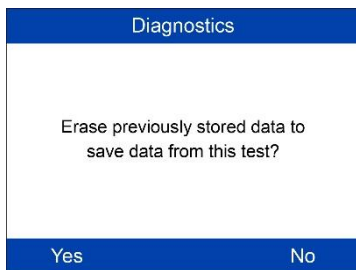 Diagnostics
Erase previously stored data to
save data from this test?
Yes No